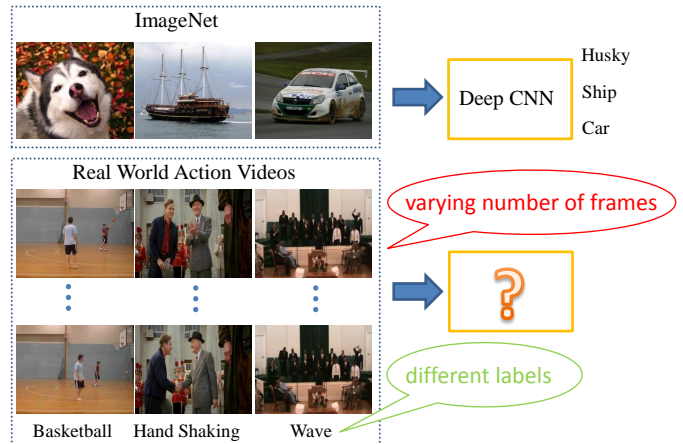 ImageNet
Deep CNN
Husky
Ship
Car
Real World Action Videos
varying number of frames
?
different labels
Basketball
Hand Shaking
Wave